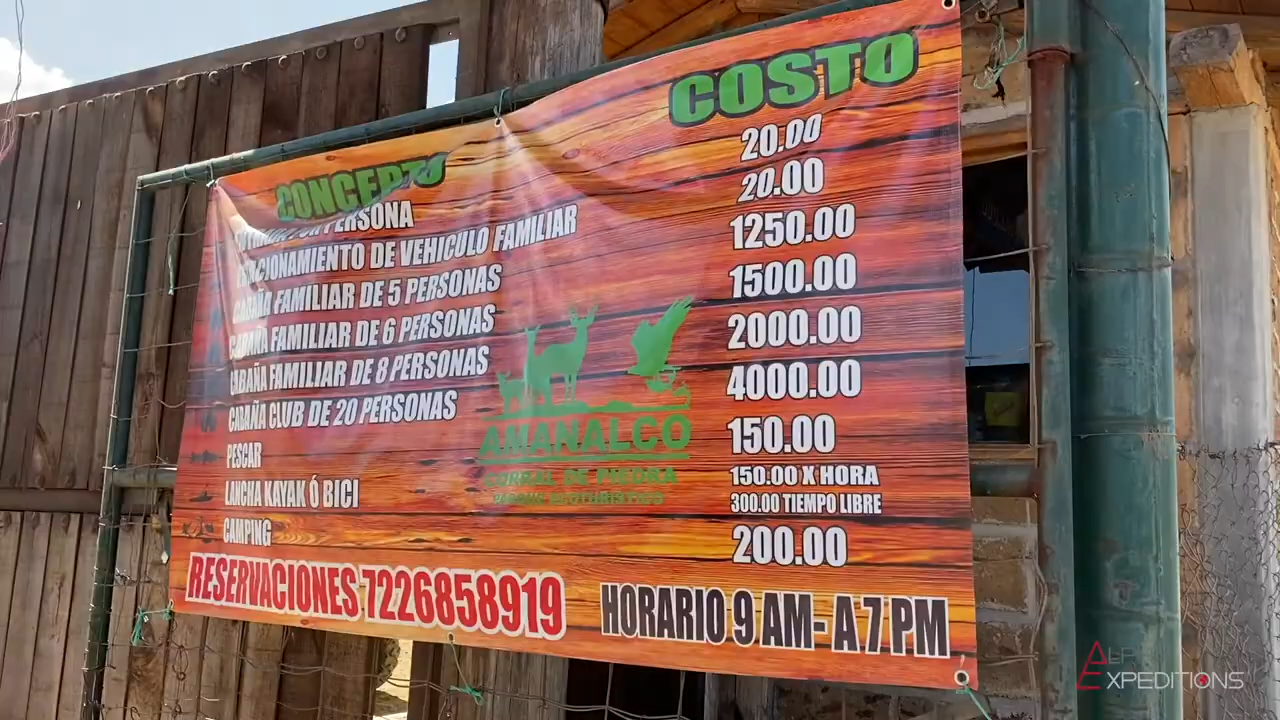 CONCEPTO COSTO
PERSONA 20.00
DE VEHICULO FAMILIAR 20.00
CABAÑA FAMILIAR DE 5 PERSONAS 1250.00
CABAÑA FAMILIAR DE 6 PERSONAS 1500.00
CABAÑA FAMILIAR DE 8 PERSONAS 2000.00
CABAÑA CLUB DE 20 PERSONAS 4000.00
PESCAR 150.00
LANCHA KAYAK Ó BICI 150.00 X HORA
300.00 TIEMPO LIBRE
CAMPING 200.00
AMANALCO
CORRAL DE PIEDRA
PARQUE ECOTURISTICO
RESERVACIONES 7226858919
HORARIO 9 AM- A 7 PM
ALP
EXPEDITIONS